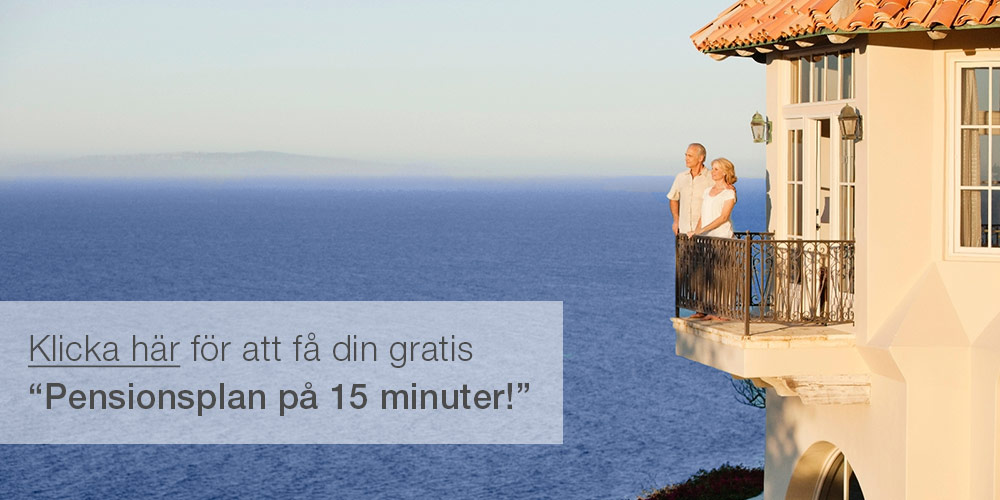 Klicka här för att få din gratis
“Pensionsplan på 15 minuter!”